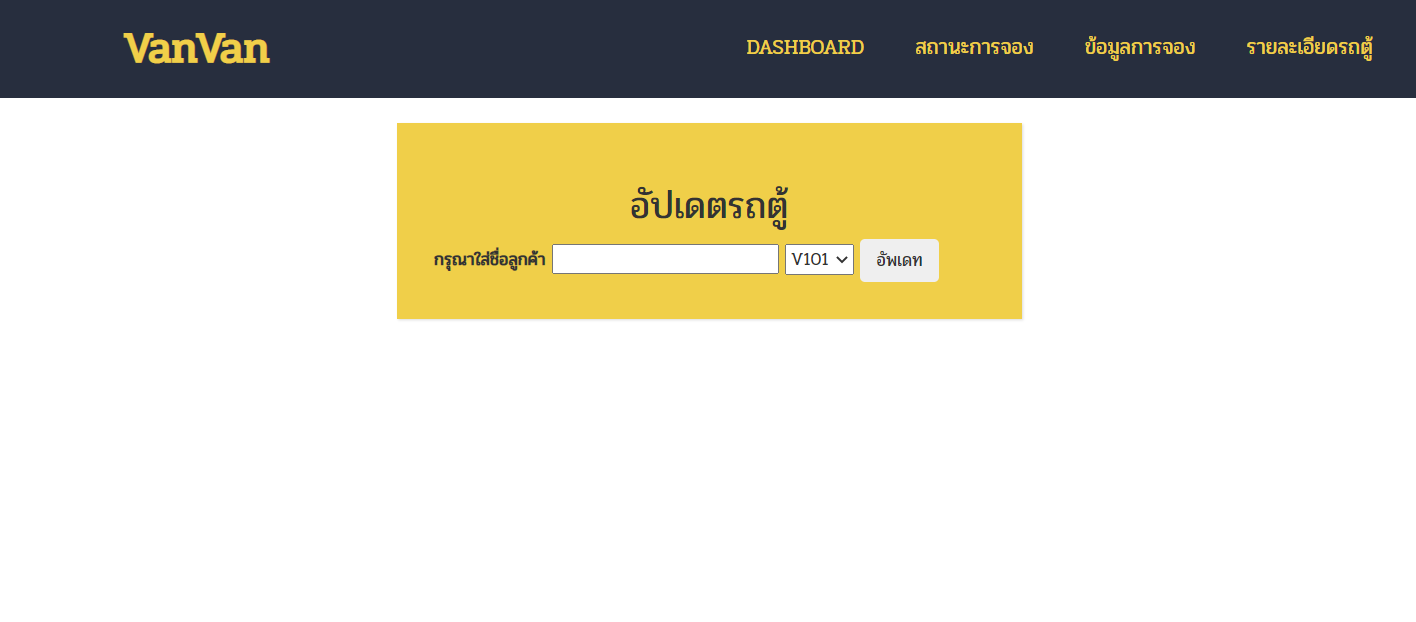 VanVan DASHBOARD สถานะการจอง ข้อมูลการจอง รายละเอียดรถตู้
อัปเดตรถตู้
กรุณาใส่ชื่อลูกค้า V101 อัพเดท